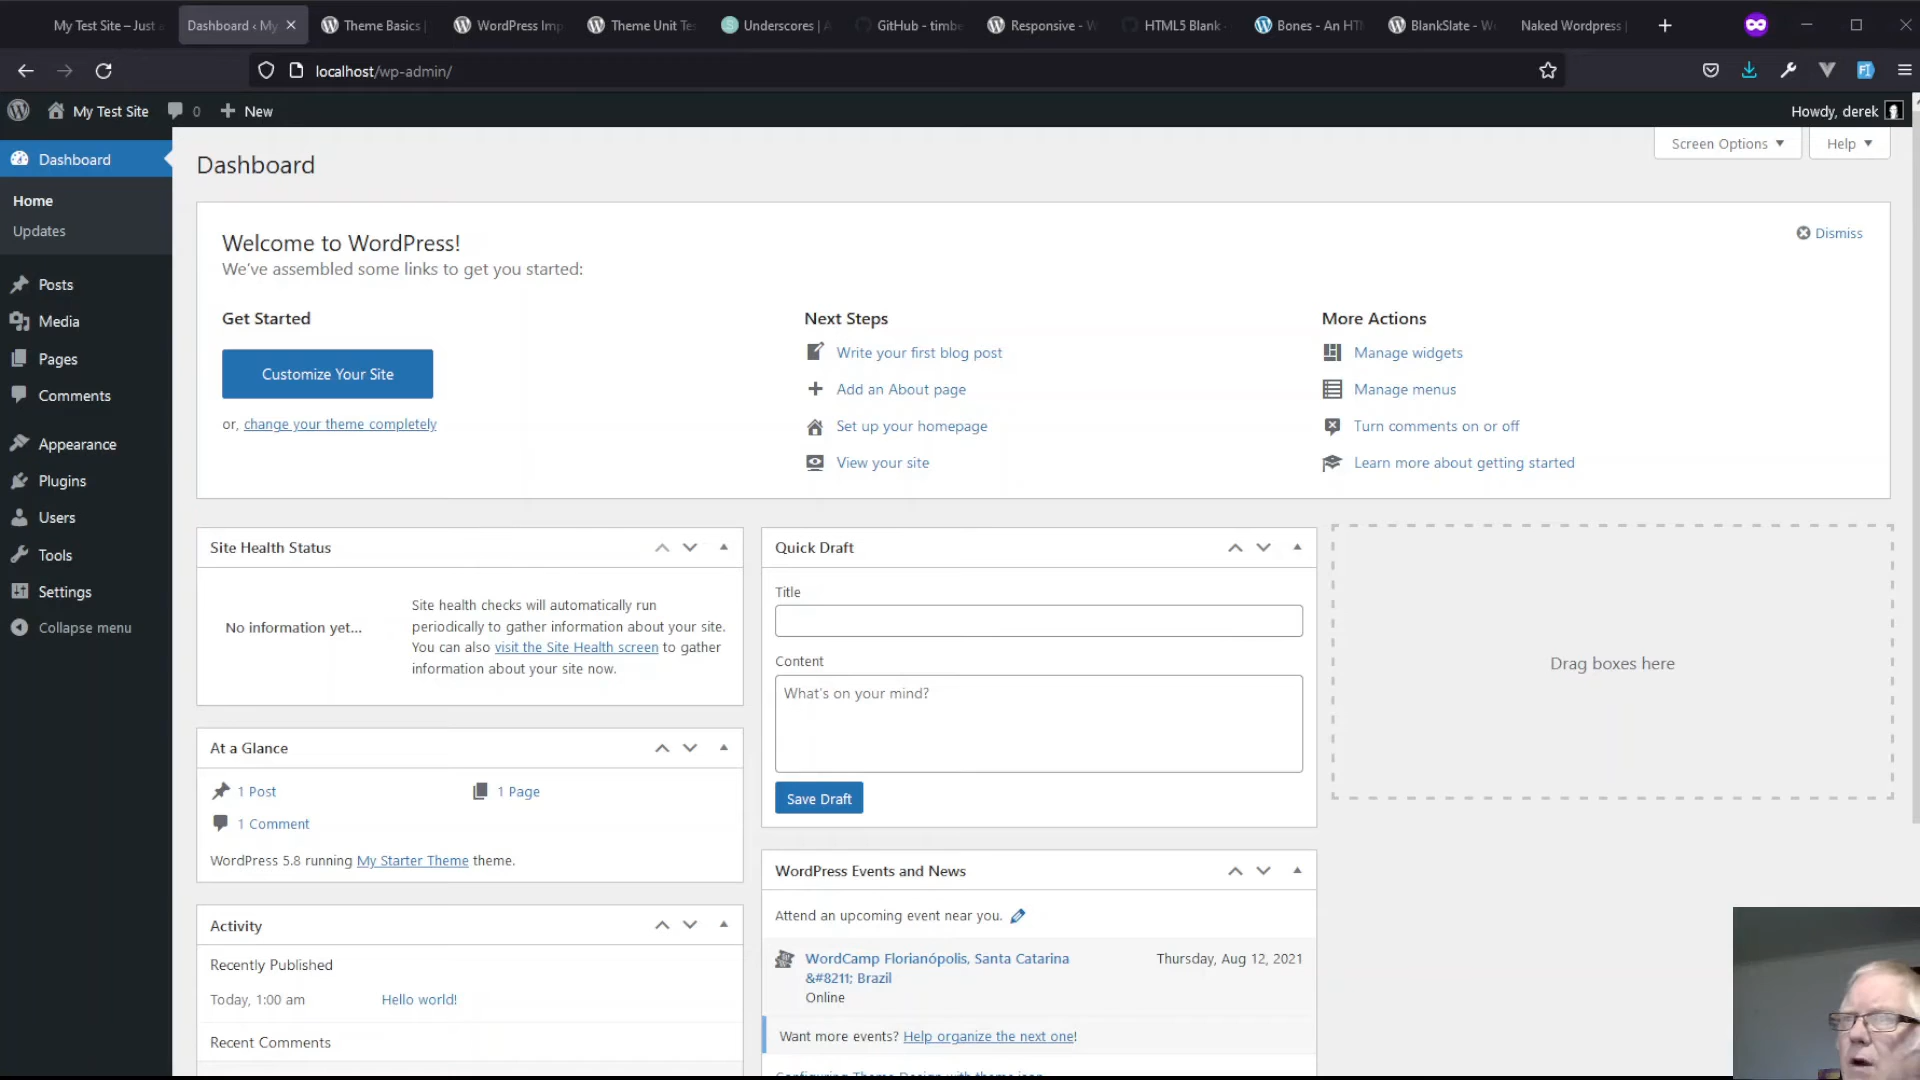 My Test Site – Just a
Dashboard ‹ My
Theme Basics |
WordPress Imp
Theme Unit Tes
Underscores | A
GitHub - timbe
Responsive - W
HTML5 Blank
Bones - An HTM
BlankSlate - Wo
Naked Wordpress |
localhost/wp-admin/
My Test Site
0
New
Howdy, derek
Dashboard
Home
Updates
Posts
Media
Pages
Comments
Appearance
Plugins
Users
Tools
Settings
Collapse menu
Dashboard
Screen Options
Help
Welcome to WordPress!
We've assembled some links to get you started:
Dismiss
Get Started
Customize Your Site
or, change your theme completely
Next Steps
Write your first blog post
Add an About page
Set up your homepage
View your site
More Actions
Manage widgets
Manage menus
Turn comments on or off
Learn more about getting started
Site Health Status
No information yet...
Site health checks will automatically run
periodically to gather information about your site.
You can also visit the Site Health screen to gather
information about your site now.
At a Glance
1 Post
1 Page
1 Comment
WordPress 5.8 running My Starter Theme theme.
Activity
Recently Published
Today, 1:00 am
Hello world!
Recent Comments
Quick Draft
Title
Content
What's on your mind?
Save Draft
WordPress Events and News
Attend an upcoming event near you.
WordCamp Florianópolis, Santa Catarina
&#8211; Brazil
Online
Thursday, Aug 12, 2021
Want more events? Help organize the next one!
Configuring Theme Design with theme.json
Drag boxes here